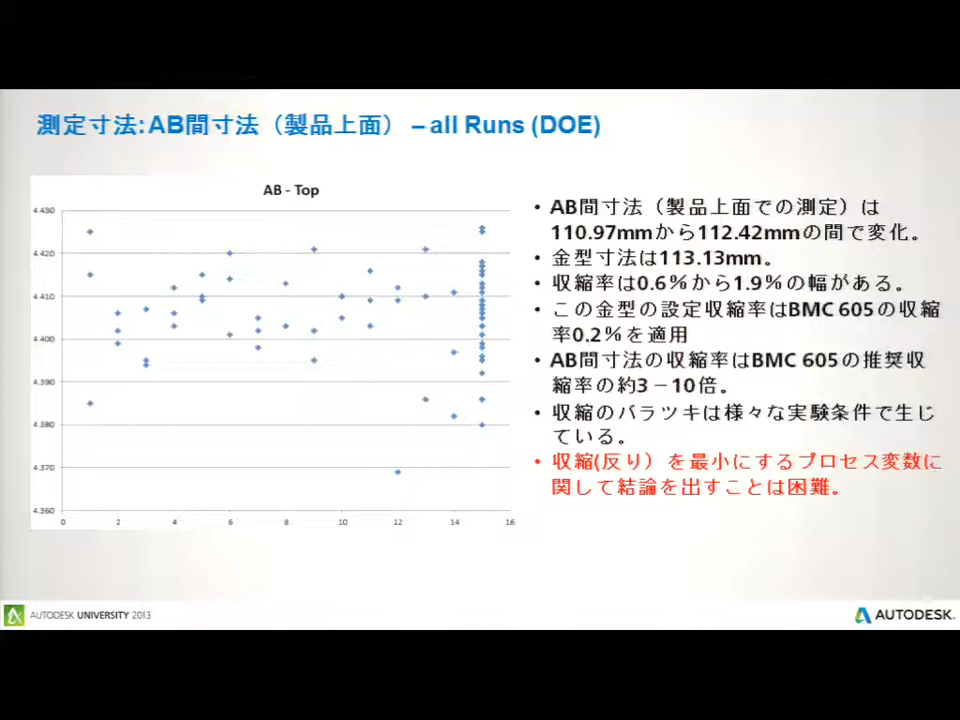 測定寸法:AB間寸法（製品上面） – all Runs (DOE)
AB - Top
4.430
4.420
4.410
4.400
4.390
4.380
4.370
4.360
0 2 4 6 8 10 12 14 16
• AB間寸法（製品上面での測定）は
110.97mmから112.42mmの間で変化。
• 金型寸法は113.13mm。
• 収縮率は0.6%から1.9%の幅がある。
• この金型の設定収縮率はBMC 605の収縮
率0.2%を適用
• AB間寸法の収縮率はBMC 605の推奨収
縮率の約3－10倍。
• 収縮のバラツキは様々な実験条件で生じ
ている。
• 収縮(反り）を最小にするプロセス変数に
関して結論を出すことは困難。
AUTODESK UNIVERSITY 2013
AUTODESK.